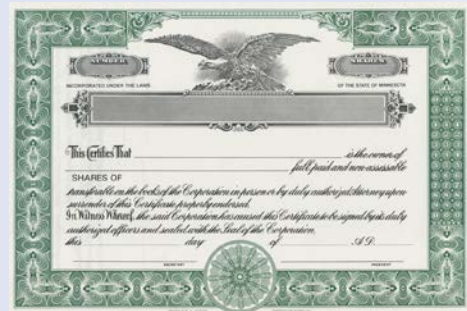 NUMBER SHARES
INCORPORATED UNDER THE LAWS OF THE STATE OF MINNESOTA
This Certifies That is the owner of
full paid and non-assessable
SHARES OF
transferable on the books of the Corporation in person or by duly authorized Attorney upon
surrender of this Certificate properly endorsed.
In Witness Whereof, the said Corporation has caused this Certificate to be signed by its duly
authorized officers and sealed with the Seal of the Corporation.
this day of A.D.
SECRETARY PRESIDENT